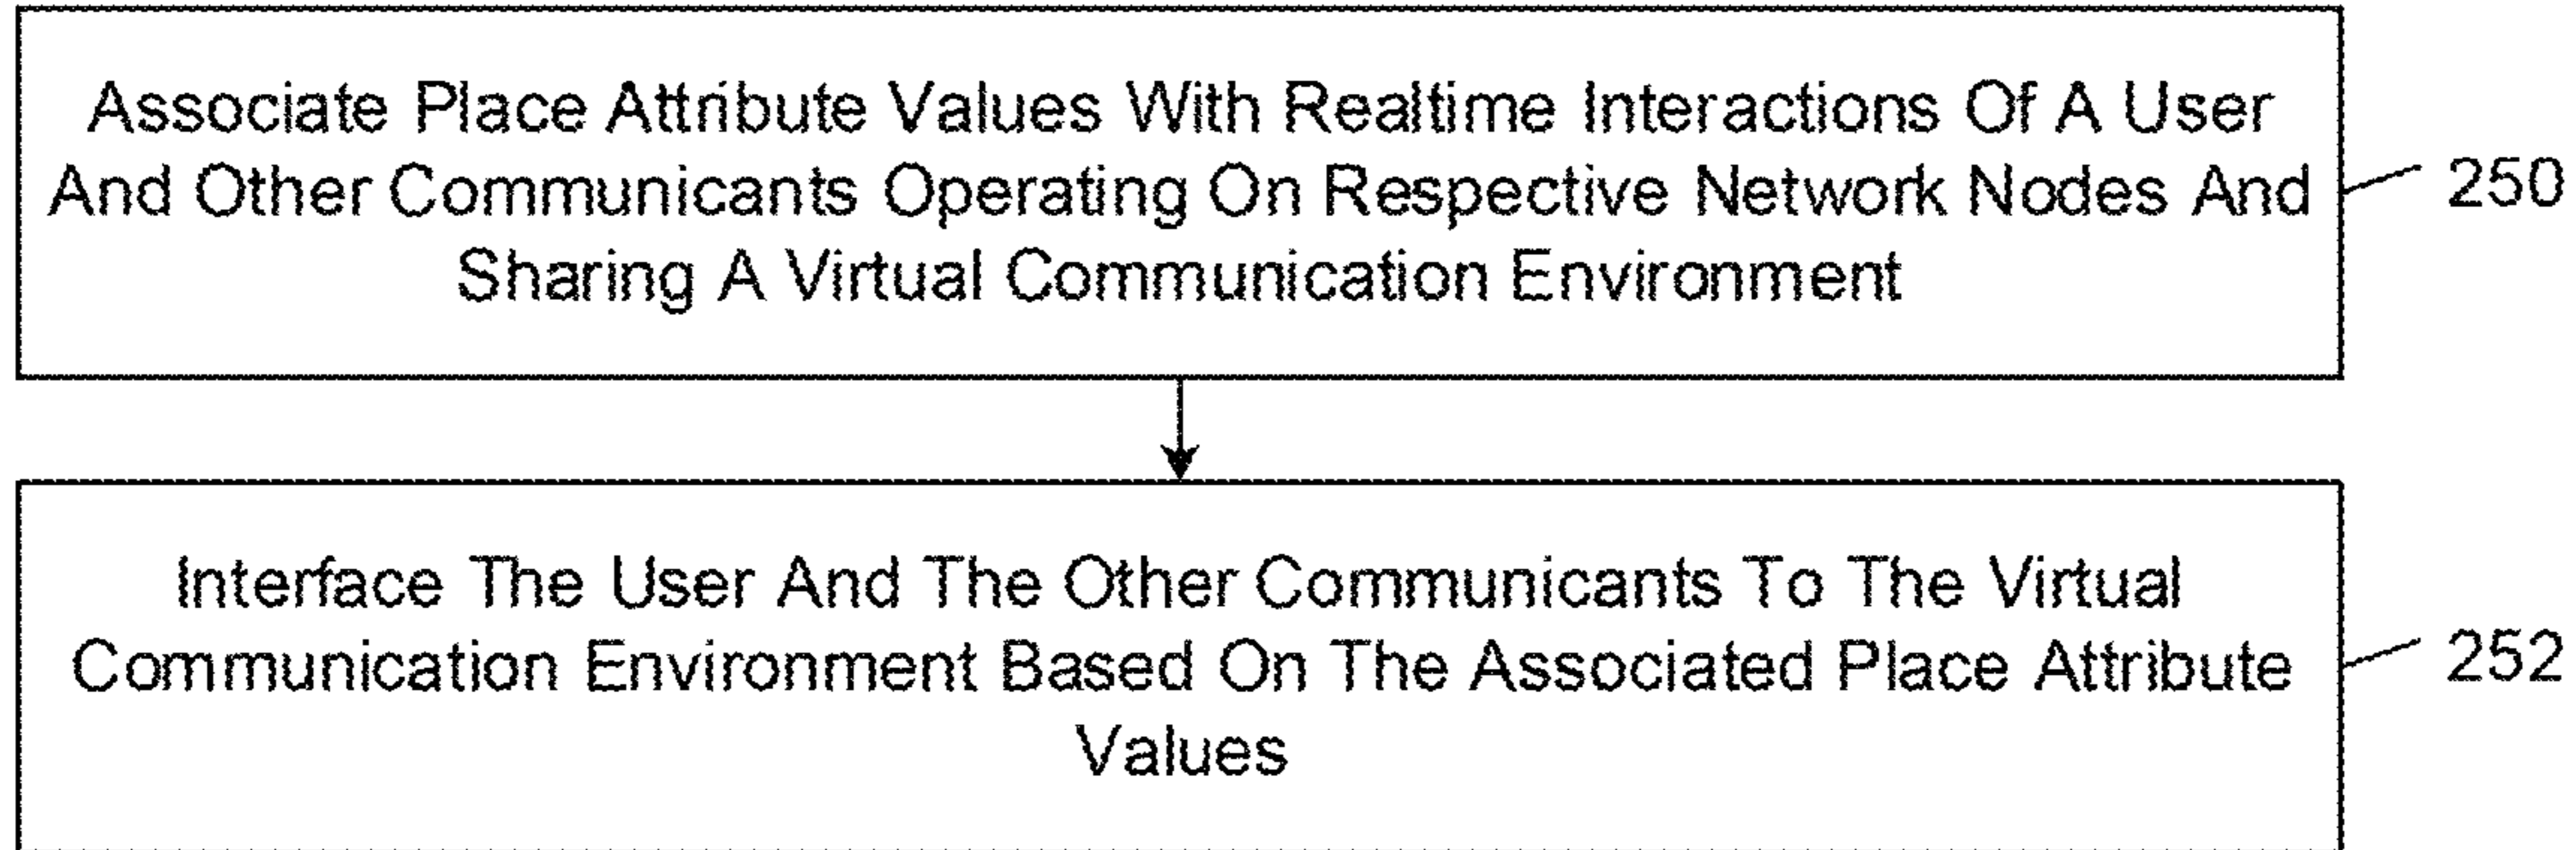 Associate Place Attribute Values With Realtime Interactions Of A User
And Other Communicants Operating On Respective Network Nodes And
Sharing A Virtual Communication Environment
250
Interface The User And The Other Communicants To The Virtual
Communication Environment Based On The Associated Place Attribute
Values
252